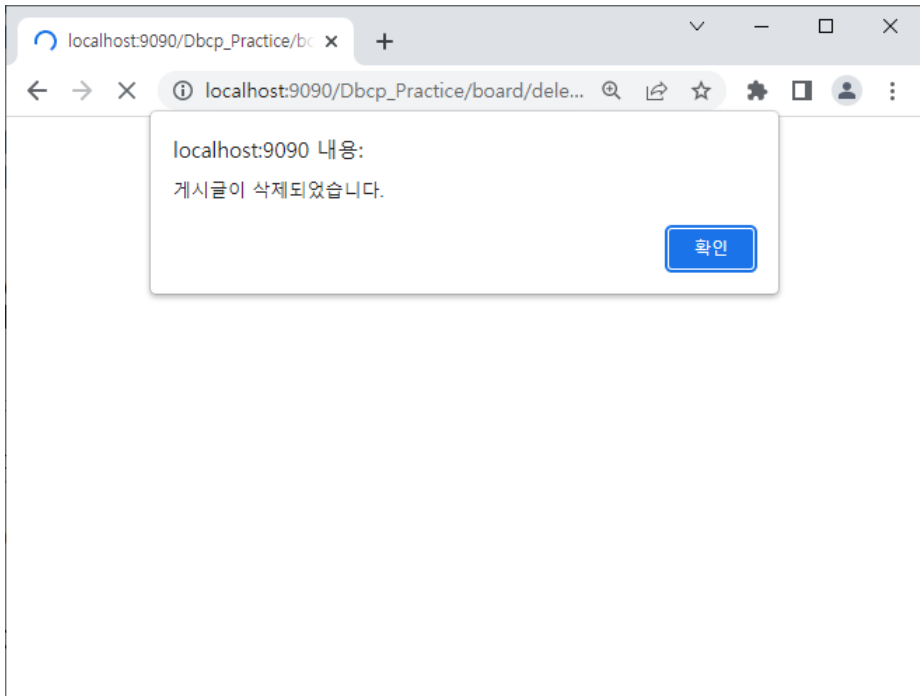 localhost:9090/Dbcp_Practice/bc
localhost:9090/Dbcp_Practice/board/dele...
localhost:9090 내용:
게시글이 삭제되었습니다.
확인